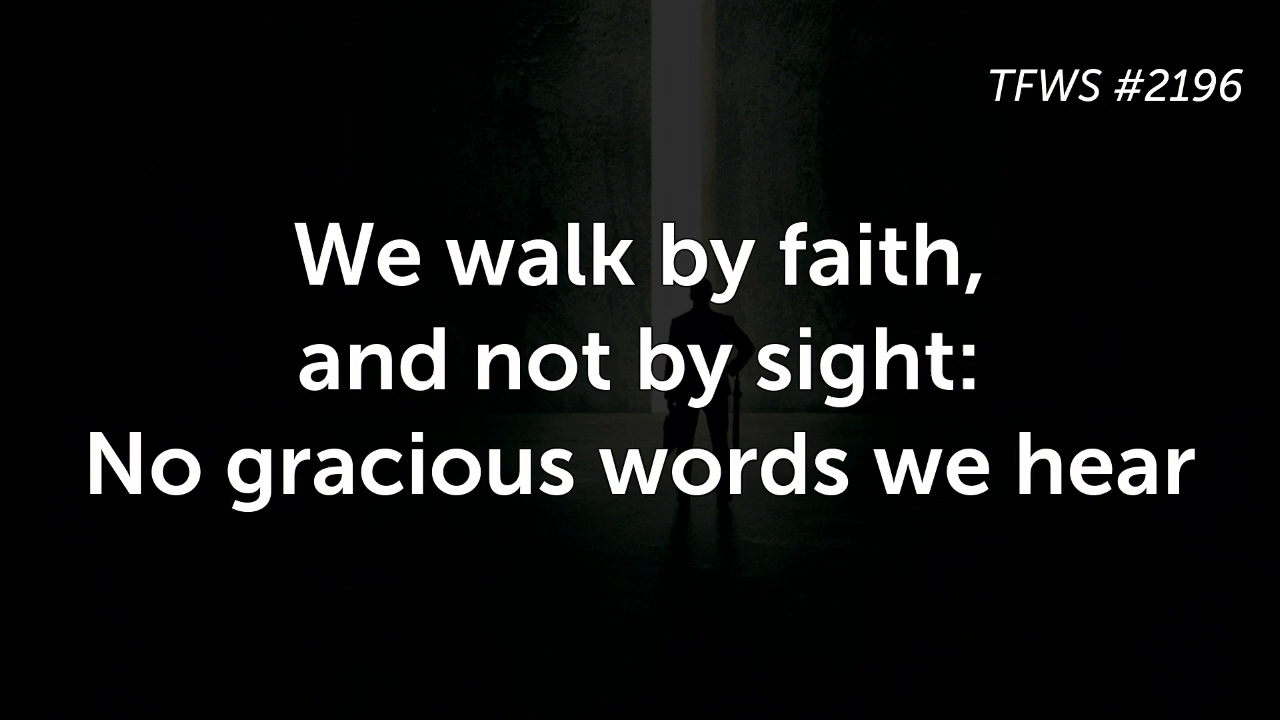 TFWS #2196
We walk by faith,
and not by sight:
No gracious words we hear